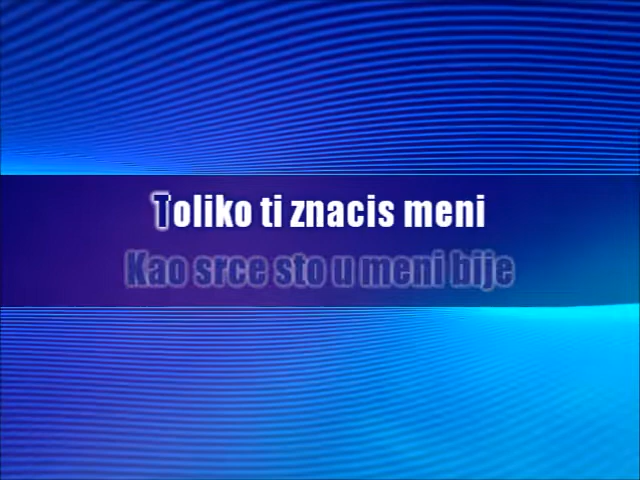 Toliko ti znacis meni
Kao srce sto u meni bije